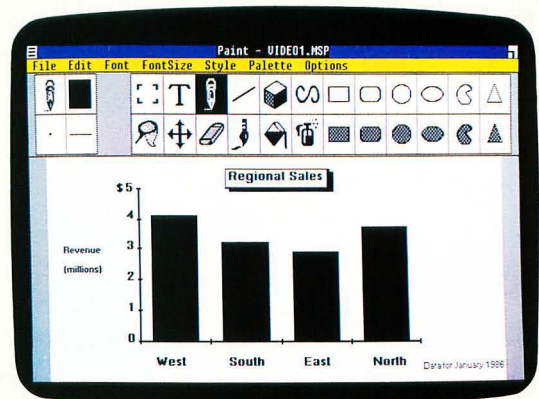 Paint - VIDEO1.MSP
File Edit Font FontSize Style Palette Options
T
Regional Sales
$5
4
3
2
1
0
Revenue
(millions)
West South East North
Data for January 1986